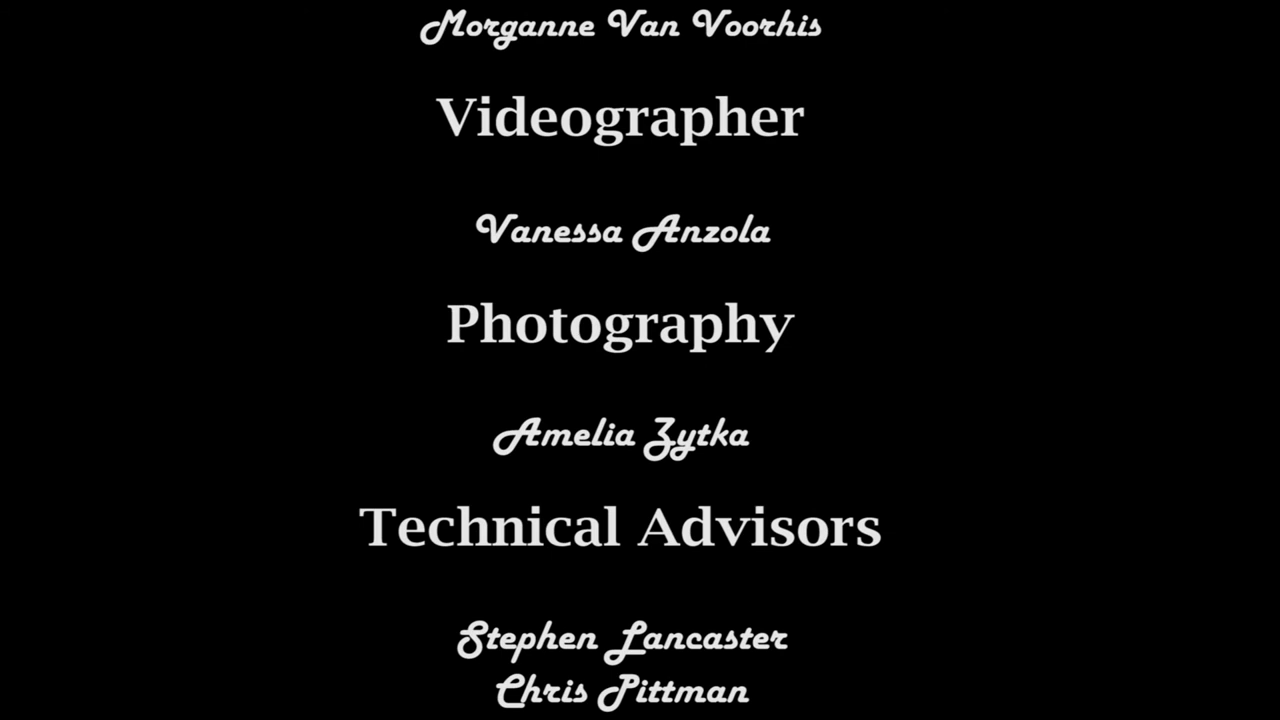 Morganne Van Voorhis
Videographer
Vanessa Anzola
Photography
Amelia Zytka
Technical Advisors
Stephen Lancaster
Chris Pittman